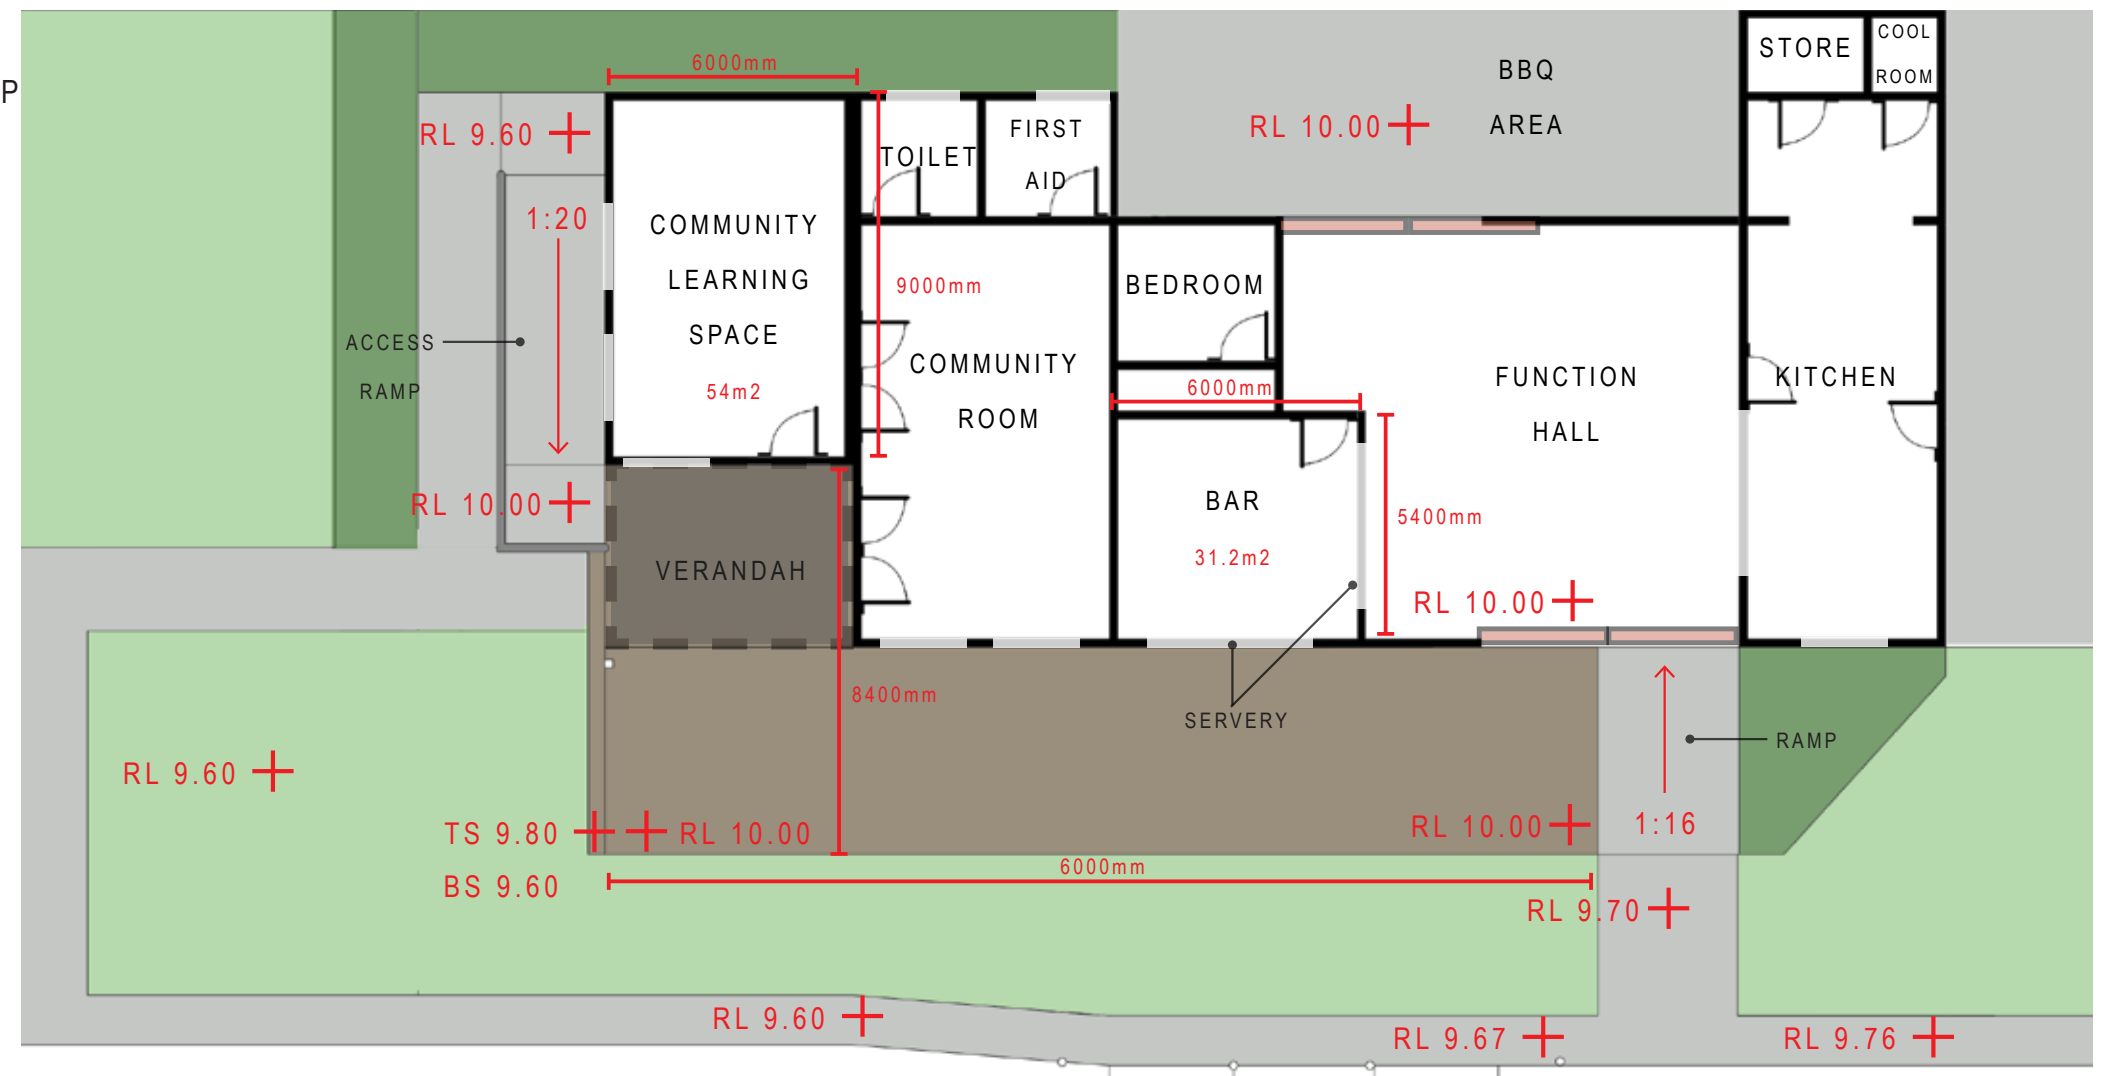 P
6000mm
STORE
COOL
ROOM
BBQ
AREA
RL 10.00
RL 9.60
TOILET
FIRST
AID
1:20
COMMUNITY
LEARNING
SPACE
54m2
9000mm
BEDROOM
ACCESS
RAMP
COMMUNITY
ROOM
6000mm
FUNCTION
HALL
KITCHEN
RL 10.00
BAR
31.2m2
5400mm
VERANDAH
RL 10.00
8400mm
SERVERY
RAMP
RL 9.60
TS 9.80
BS 9.60
RL 10.00
RL 10.00
1:16
6000mm
RL 9.70
RL 9.60
RL 9.67
RL 9.76